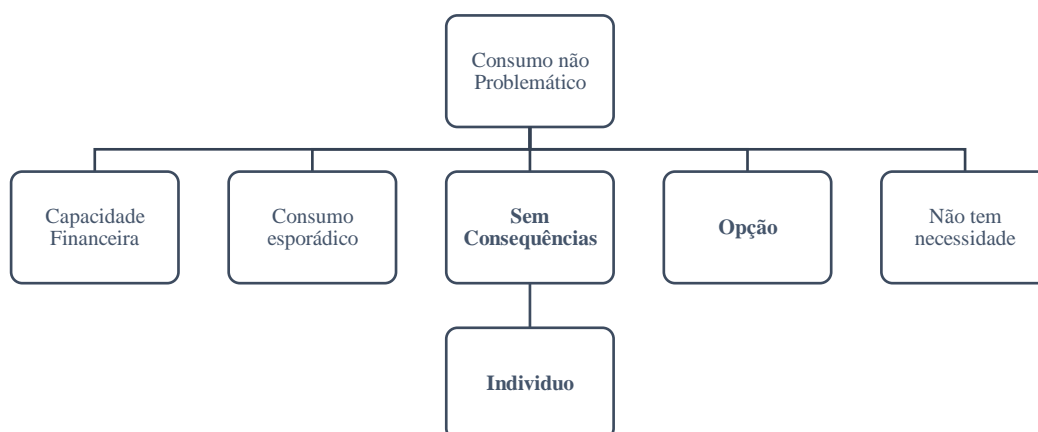 Consumo não
Problemático
Capacidade
Financeira
Consumo
esporádico
Sem
Consequências
Opção
Não tem
necessidade
Individuo